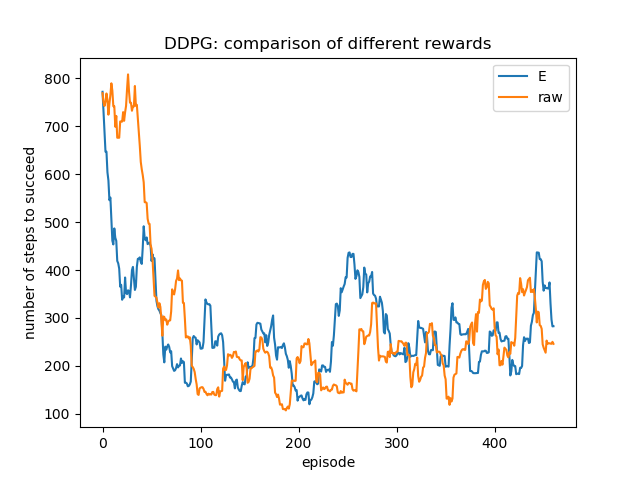 DDPG: comparison of different rewards
E
raw
number of steps to succeed
800
700
600
500
400
300
200
100
0 100 200 300 400
episode